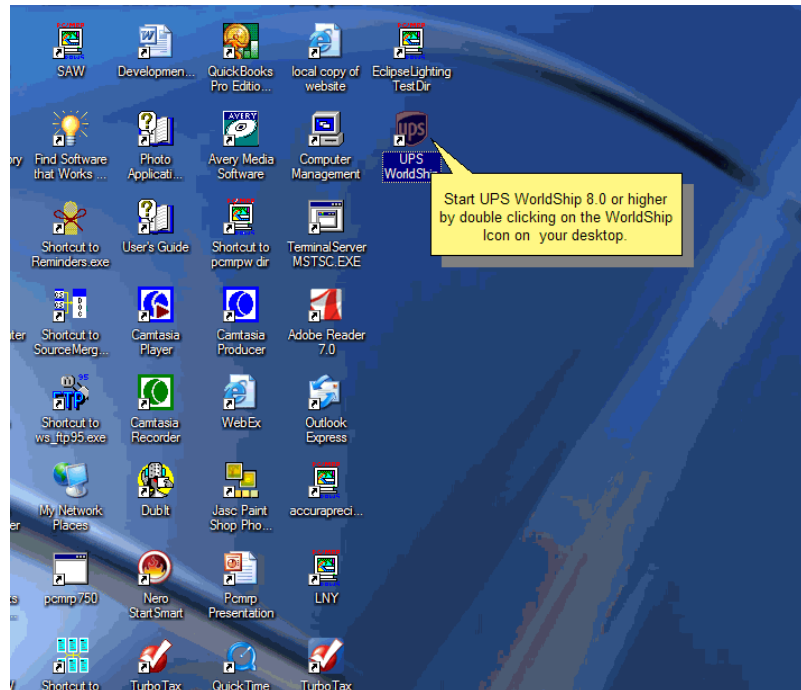 SAW
Developmen...
QuickBooks
Pro Editio...
local copy of
website
EclipseLighting
TestDir
ry
Find Software
that Works ...
Photo
Applicati...
AVERY
Avery Media
Software
Computer
Management
ups
UPS
WorldShip
Start UPS WorldShip 8.0 or higher
by double clicking on the WorldShip
Icon on your desktop.
Shortcut to
Reminders.exe
User's Guide
Shortcut to
pcmrpw dir
TerminalServer
MSTSC.EXE
ter
Shortcut to
SourceMerg...
Camtasia
Player
Camtasia
Producer
Adobe Reader
7.0
95
FTP
Shortcut to
ws_ftp95.exe
Camtasia
Recorder
WebEx
Outlook
Express
er
My Network
Places
DubIt
Jasc Paint
Shop Pho...
accurapreci...
s
...
pcmrp750
Nero
StartSmart
Pcmrp
Presentation
LNY
Shortcut to
TurboTax
QuickTime
TurboTax